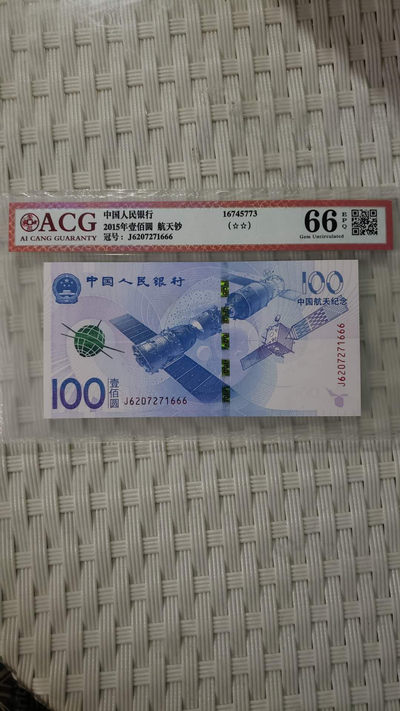 ACG
AI CANG GUARANTY
中国人民银行
2015年壹佰圆 航天钞
冠号: J6207271666
16745773
(☆☆)
66
EPQ
Gem Uncirculated
中国人民银行
100
中国航天纪念
J6207271666
100
壹佰圆
J6207271666